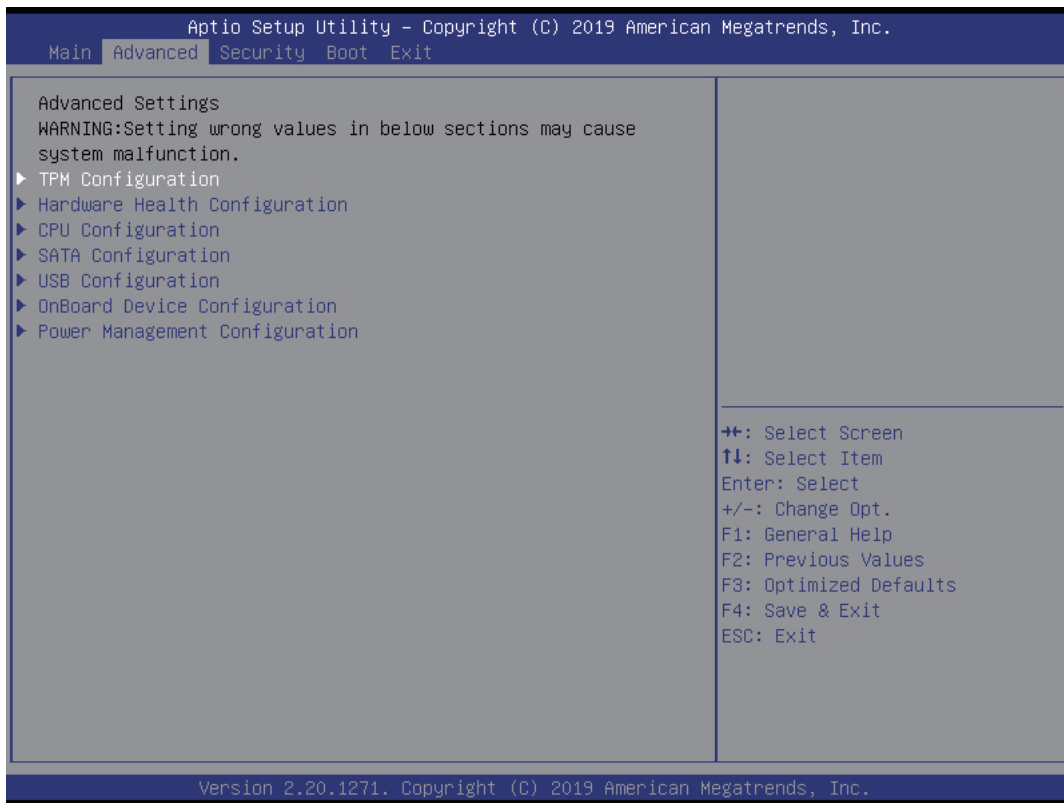 Aptio Setup Utility – Copyright (C) 2019 American Megatrends, Inc.
Main Advanced Security Boot Exit
Advanced Settings
WARNING:Setting wrong values in below sections may cause
system malfunction.
▶ TPM Configuration
▶ Hardware Health Configuration
▶ CPU Configuration
▶ SATA Configuration
▶ USB Configuration
▶ OnBoard Device Configuration
▶ Power Management Configuration
→←: Select Screen
↑↓: Select Item
Enter: Select
+/-: Change Opt.
F1: General Help
F2: Previous Values
F3: Optimized Defaults
F4: Save & Exit
ESC: Exit
Version 2.20.1271. Copyright (C) 2019 American Megatrends, Inc.